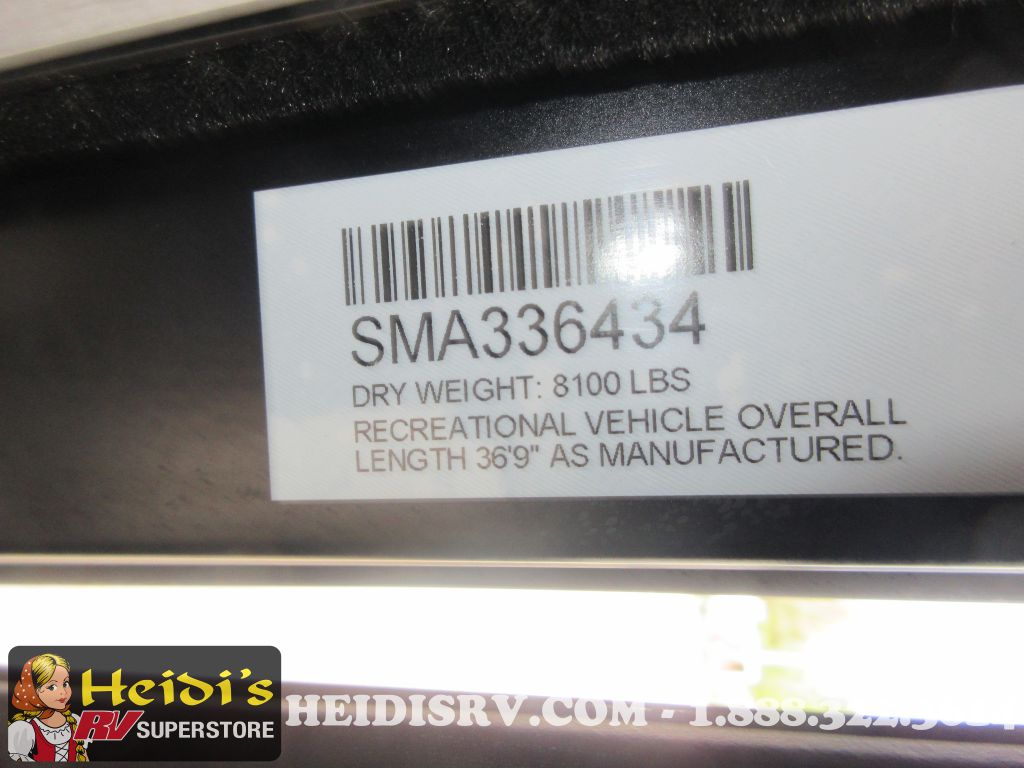 SMA336434
DRY WEIGHT: 8100 LBS
RECREATIONAL VEHICLE OVERALL
LENGTH 36'9" AS MANUFACTURED.
Heidi's
RV SUPERSTORE
HEIDISRV.COM - 1.888.322.